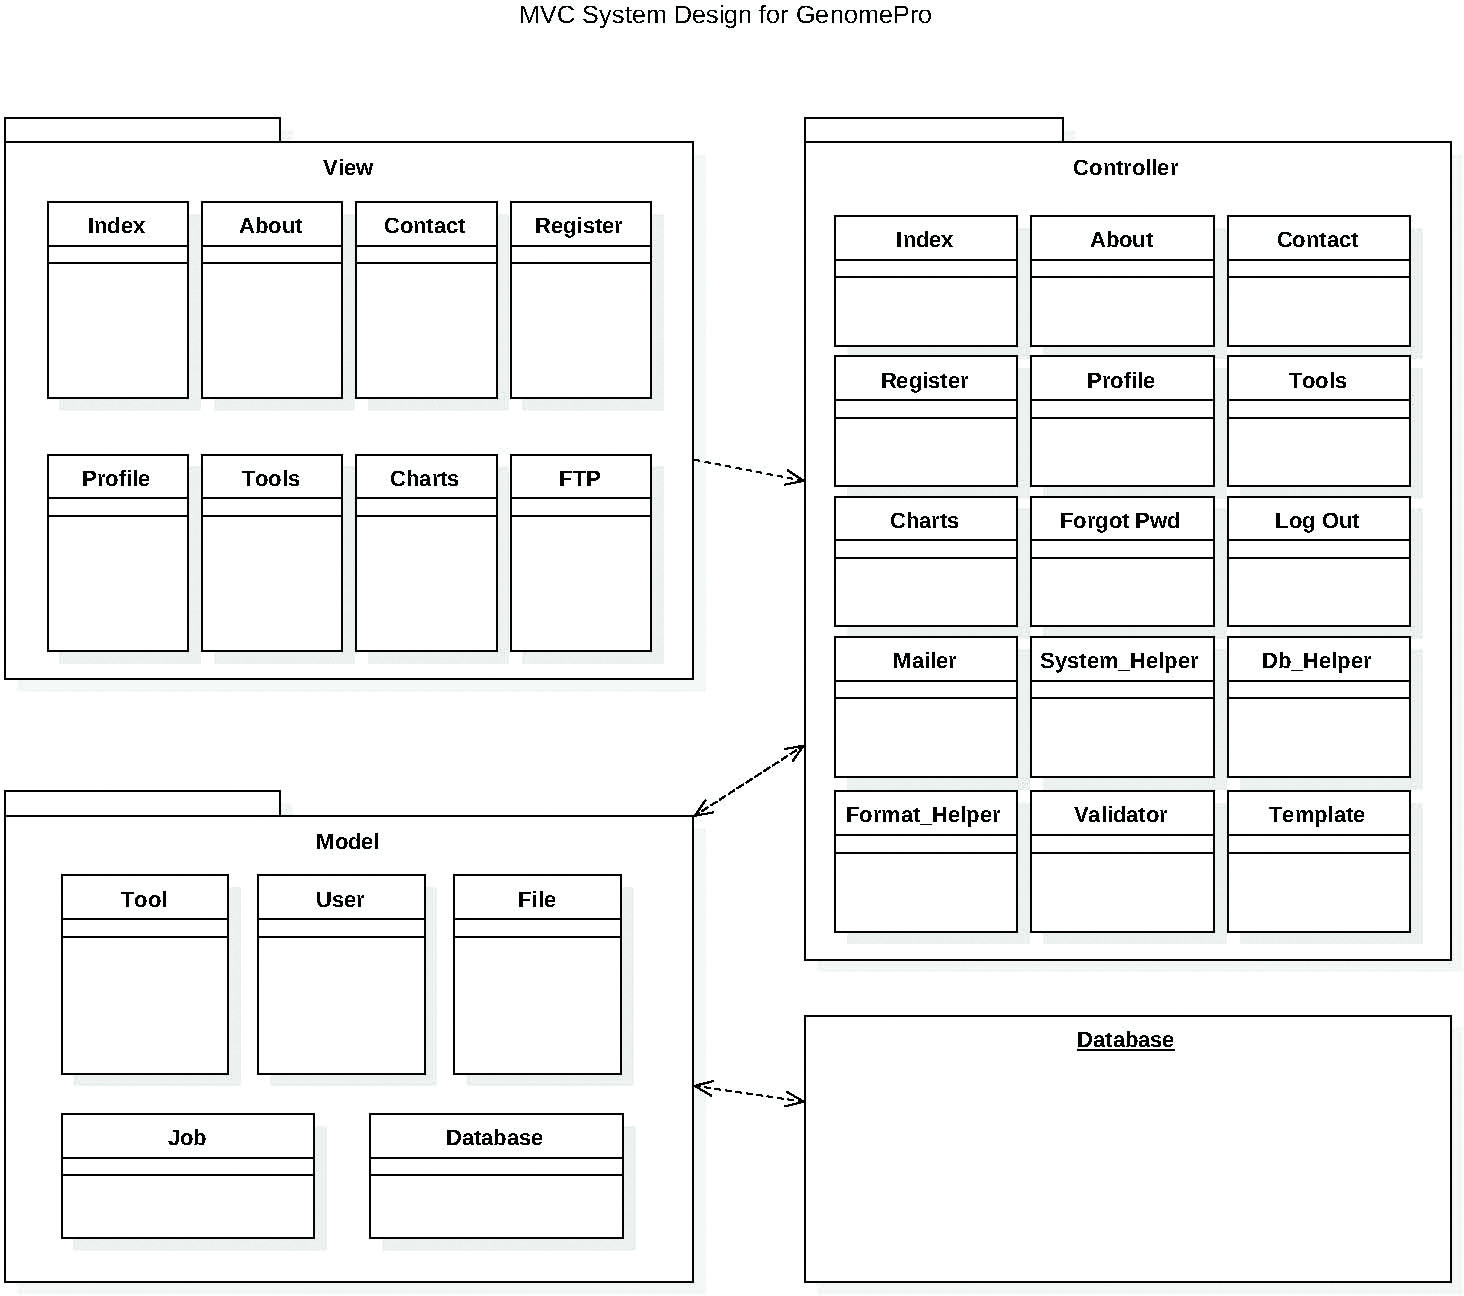 MVC System Design for GenomePro
View
Index
About
Contact
Register
Profile
Tools
Charts
FTP
Controller
Index
About
Contact
Register
Profile
Tools
Charts
Forgot Pwd
Log Out
Mailer
System_Helper
Db_Helper
Format_Helper
Validator
Template
Model
Tool
User
File
Job
Database
Database